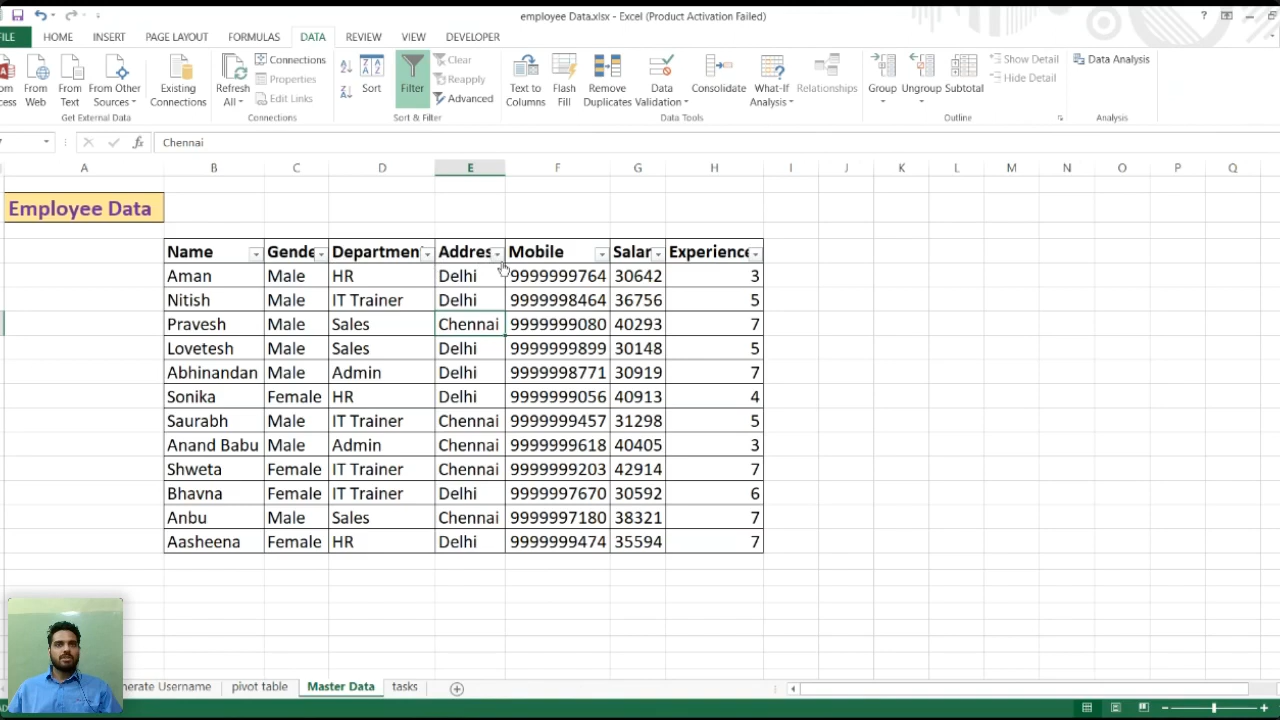 employee Data.xlsx - Excel (Product Activation Failed)
FILE HOME INSERT PAGE LAYOUT FORMULAS DATA REVIEW VIEW DEVELOPER
From Web
From Text
From Other Sources
Existing Connections
Get External Data
Refresh All
Connections
Properties
Edit Links
Connections
Sort
Filter
Clear
Reapply
Advanced
Sort & Filter
Text to Columns
Flash Fill
Remove Duplicates
Data Validation
Consolidate
What-If Analysis
Relationships
Data Tools
Group
Ungroup
Subtotal
Show Detail
Hide Detail
Outline
Data Analysis
Analysis
fx Chennai
A B C D E F G H I J K L M N O P Q
Employee Data
Name Gende Departmen Addres Mobile Salar Experience
Aman Male HR Delhi 9999999764 30642 3
Nitish Male IT Trainer Delhi 9999998464 36756 5
Pravesh Male Sales Chennai 9999999080 40293 7
Lovetesh Male Sales Delhi 9999999899 30148 5
Abhinandan Male Admin Delhi 9999998771 30919 7
Sonika Female HR Delhi 9999999056 40913 4
Saurabh Male IT Trainer Chennai 9999999457 31298 5
Anand Babu Male Admin Chennai 9999999618 40405 3
Shweta Female IT Trainer Chennai 9999999203 42914 7
Bhavna Female IT Trainer Delhi 9999997670 30592 6
Anbu Male Sales Chennai 9999997180 38321 7
Aasheena Female HR Delhi 9999999474 35594 7
nerate Username pivot table Master Data tasks